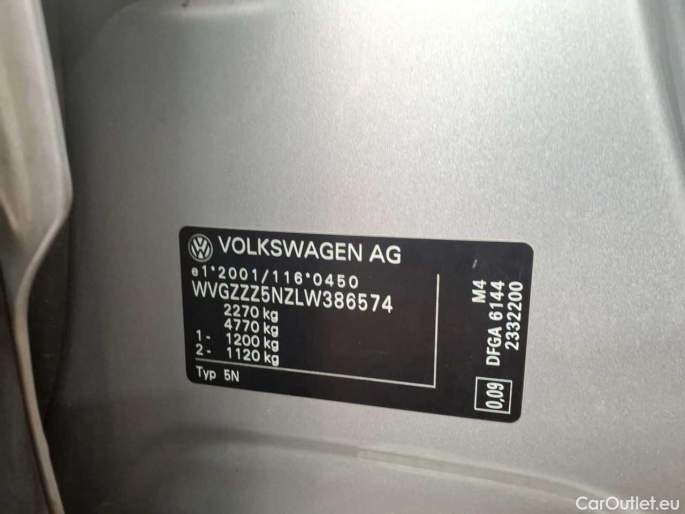 VOLKSWAGEN AG
e1*2001/116*0450
WVGZZZ5NZLW386574
2270 kg
4770 kg
1- 1200 kg
2- 1120 kg
Typ 5N
0,09
DFGA 6144
M4
2332200
CarOutlet.eu